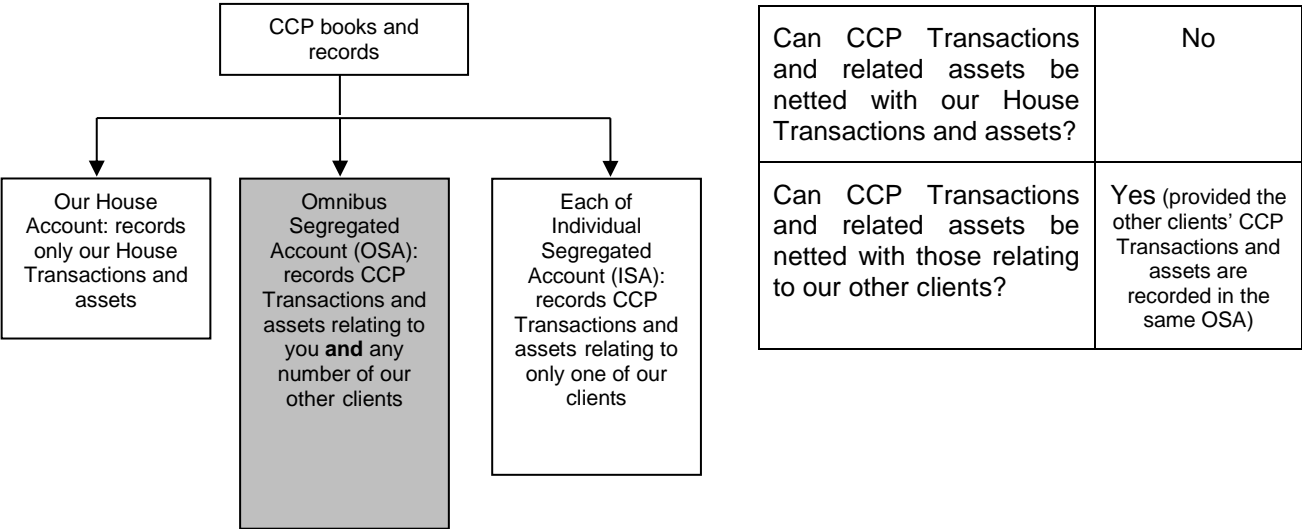 CCP books and
records
Our House
Account: records
only our House
Transactions and
assets
Omnibus
Segregated
Account (OSA):
records CCP
Transactions and
assets relating to
you and any
number of our
other clients
Each of
Individual
Segregated
Account (ISA):
records CCP
Transactions and
assets relating to
only one of our
clients
Can CCP Transactions
and related assets be
netted with our House
Transactions and assets?
No
Can CCP Transactions
and related assets be
netted with those relating
to our other clients?
Yes (provided the
other clients’ CCP
Transactions and
assets are
recorded in the
same OSA)